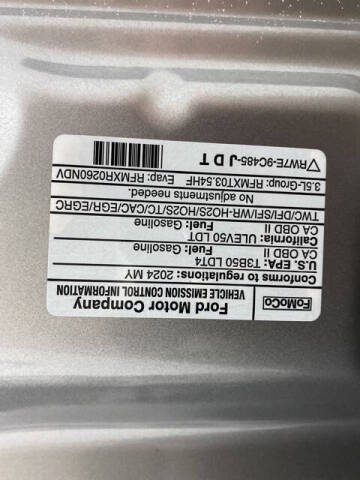 FoMoCo
Ford Motor Company
VEHICLE EMISSION CONTROL INFORMATION
Conforms to regulations: 2024 MY
U.S. EPA: T3B50 LDT4
CA OBD II Fuel: Gasoline
California: ULEV50 LDT
CA OBD II Fuel: Gasoline
TWC/DFI/SFI/WR-HO2S/HO2S/TC/CAC/EGR/EGRC
No adjustments needed.
3.5L-Group: RFMXT03.54HF Evap: RFMXR0260NDV
RW7E-9C485-JDT